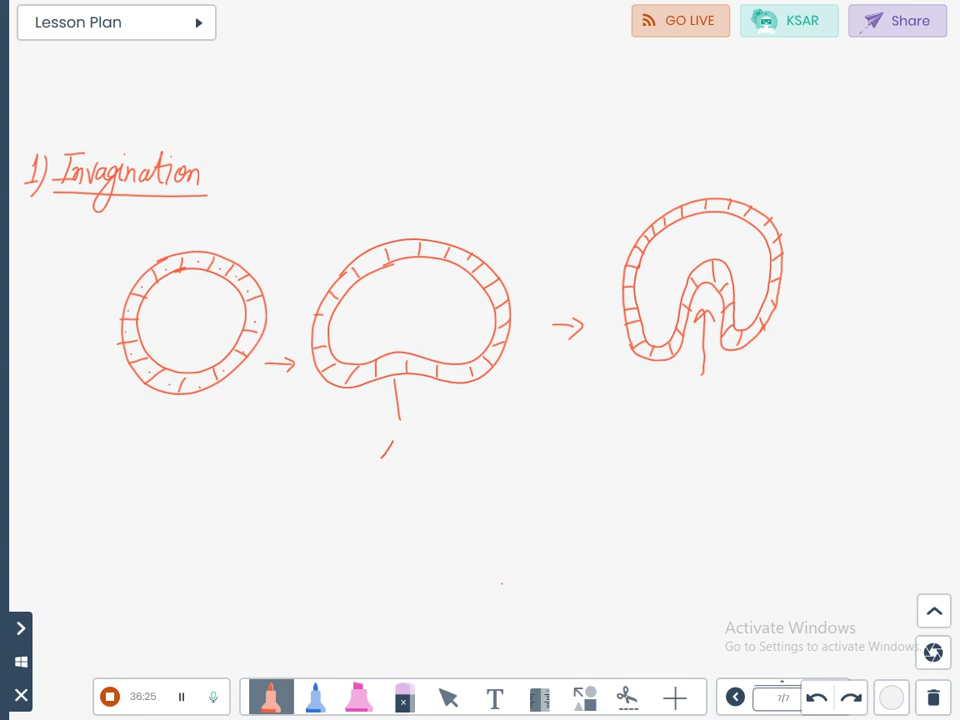 Lesson Plan
GO LIVE
KSAR
Share
1) Invagination
Activate Windows
Go to Settings to activate Windows.
36:25
T
7/7